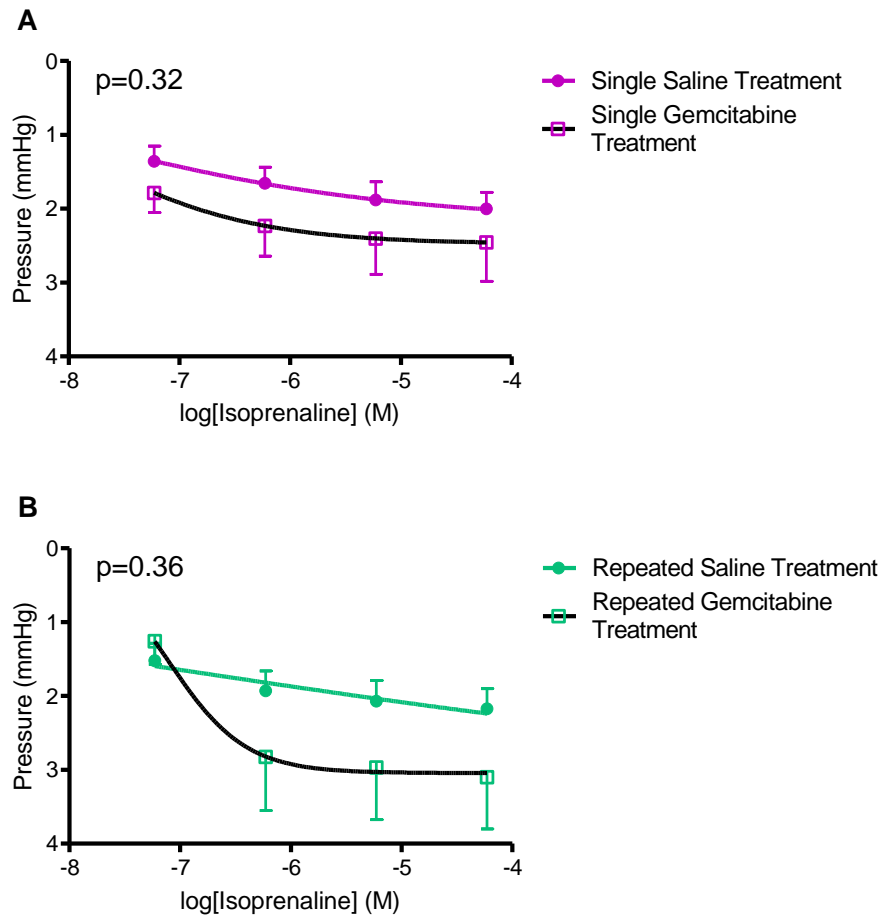 A
p=0.32
Single Saline Treatment
Single Gemcitabine
Treatment
0
1
2
3
4
Pressure (mmHg)
-8
-7
-6
-5
-4
log[Isoprenaline] (M)
B
p=0.36
Repeated Saline Treatment
Repeated Gemcitabine
Treatment
0
1
2
3
4
Pressure (mmHg)
-8
-7
-6
-5
-4
log[Isoprenaline] (M)